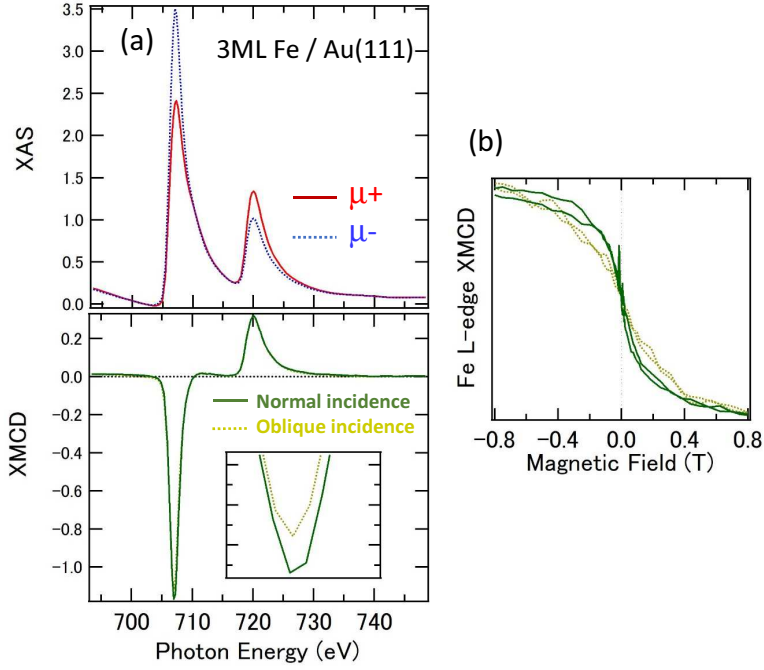 (a)
3ML Fe / Au(111)
3.5
3.0
2.5
2.0
1.5
1.0
0.5
0.0
XAS
μ+
μ-
0.2
0.0
-0.2
-0.4
-0.6
-0.8
-1.0
XMCD
Normal incidence
Oblique incidence
700 710 720 730 740
Photon Energy (eV)
(b)
Fe L-edge XMCD
-0.8 -0.4 0.0 0.4 0.8
Magnetic Field (T)